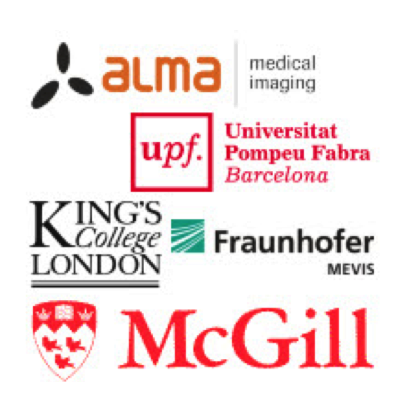 alma
medical
imaging
upf.
Universitat
Pompeu Fabra
Barcelona
KING'S
College
LONDON
Fraunhofer
MEVIS
McGill